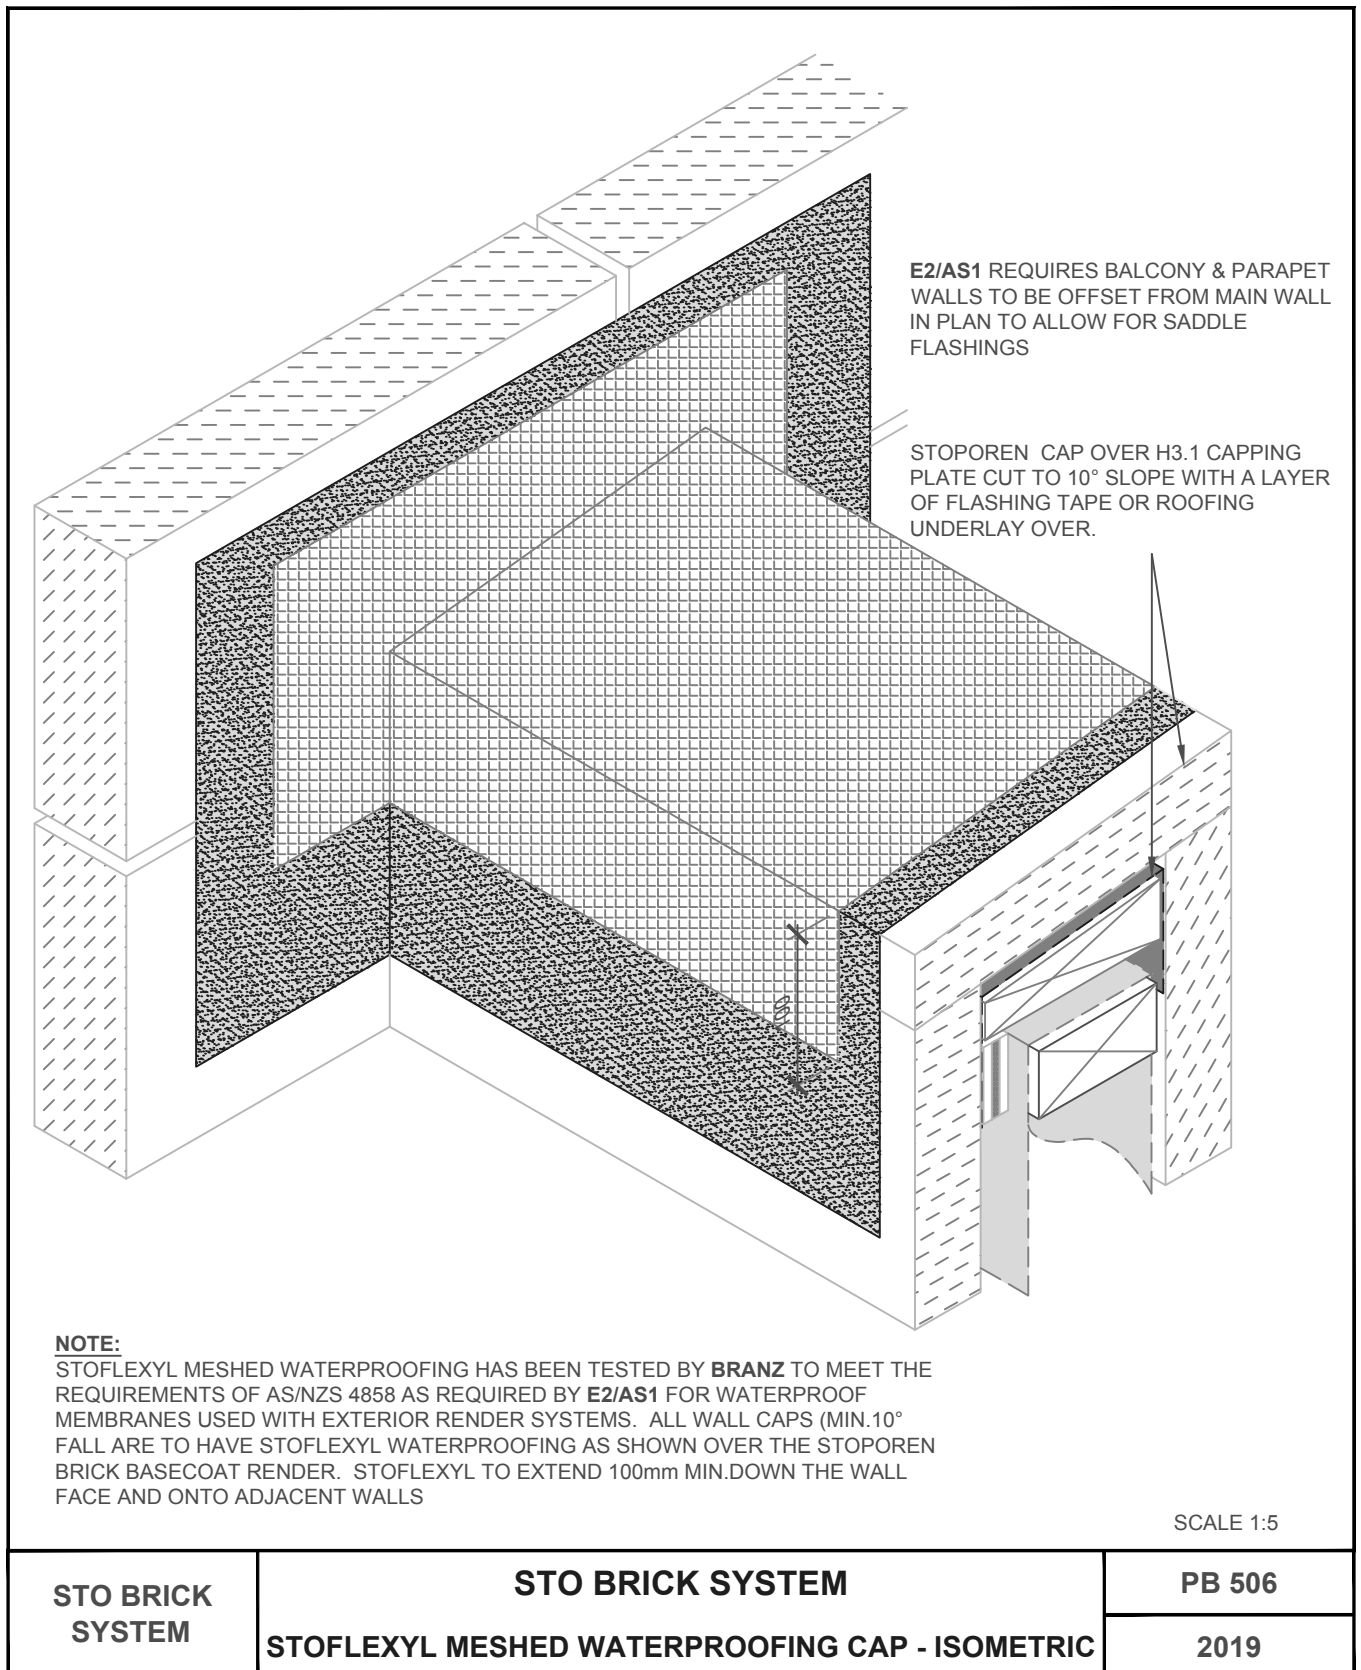 E2/AS1 REQUIRES BALCONY & PARAPET
WALLS TO BE OFFSET FROM MAIN WALL
IN PLAN TO ALLOW FOR SADDLE
FLASHINGS
STOPOREN CAP OVER H3.1 CAPPING
PLATE CUT TO 10° SLOPE WITH A LAYER
OF FLASHING TAPE OR ROOFING
UNDERLAY OVER.
NOTE:
STOFLEXYL MESHED WATERPROOFING HAS BEEN TESTED BY BRANZ TO MEET THE
REQUIREMENTS OF AS/NZS 4858 AS REQUIRED BY E2/AS1 FOR WATERPROOF
MEMBRANES USED WITH EXTERIOR RENDER SYSTEMS. ALL WALL CAPS (MIN.10°
FALL ARE TO HAVE STOFLEXYL WATERPROOFING AS SHOWN OVER THE STOPOREN
BRICK BASECOAT RENDER. STOFLEXYL TO EXTEND 100mm MIN.DOWN THE WALL
FACE AND ONTO ADJACENT WALLS
SCALE 1:5
STO BRICK
SYSTEM
STO BRICK SYSTEM
STOFLEXYL MESHED WATERPROOFING CAP - ISOMETRIC
PB 506
2019